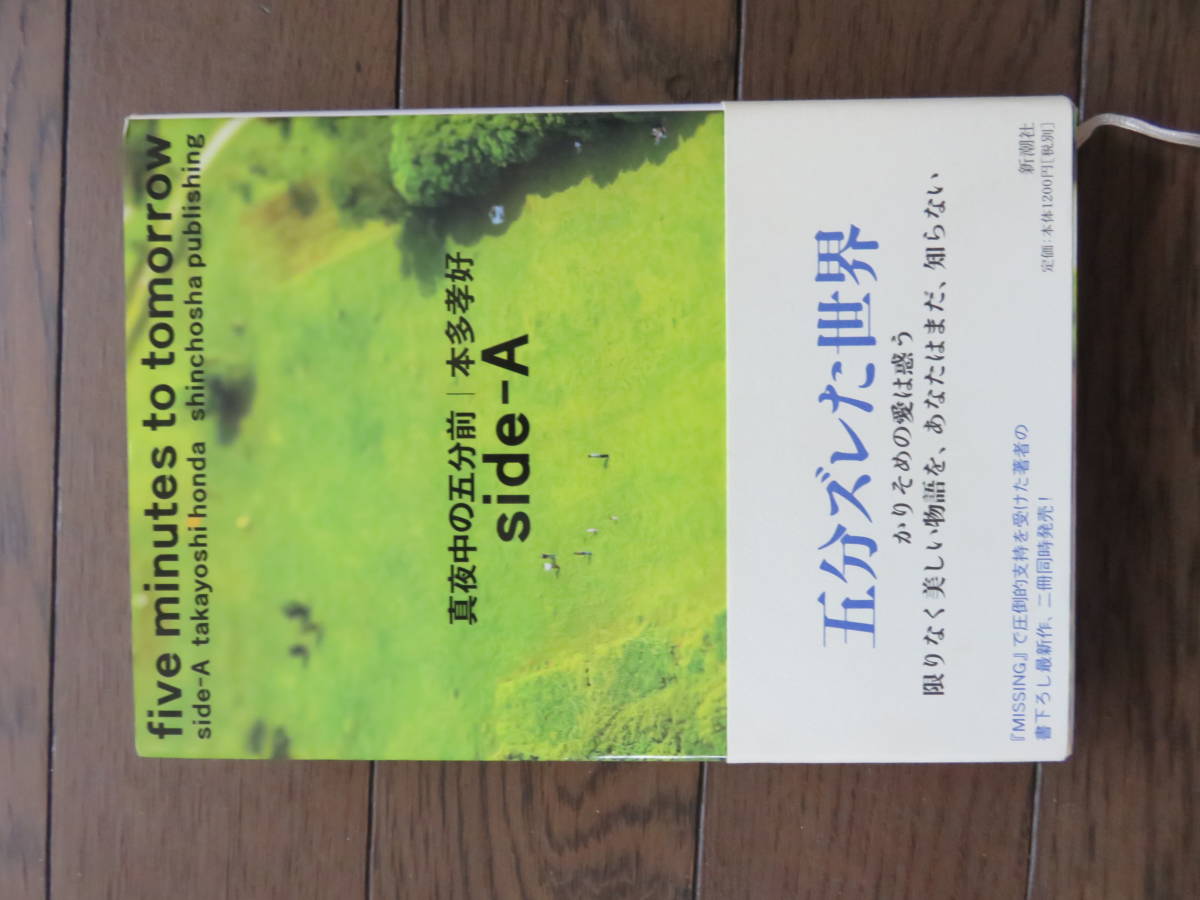 five minutes to tomorrow
side-A takayoshi honda shinchosha publishing
真夜中の五分前｜本多孝好
side-A
五分ズレた世界
かりそめの愛は惑う
限りなく美しい物語を、あなたはまだ、知らない
『MISSING』で圧倒的支持を受けた著者の
書下ろし最新作、二冊同時発売！
新潮社
定価：本体1200円［税別］